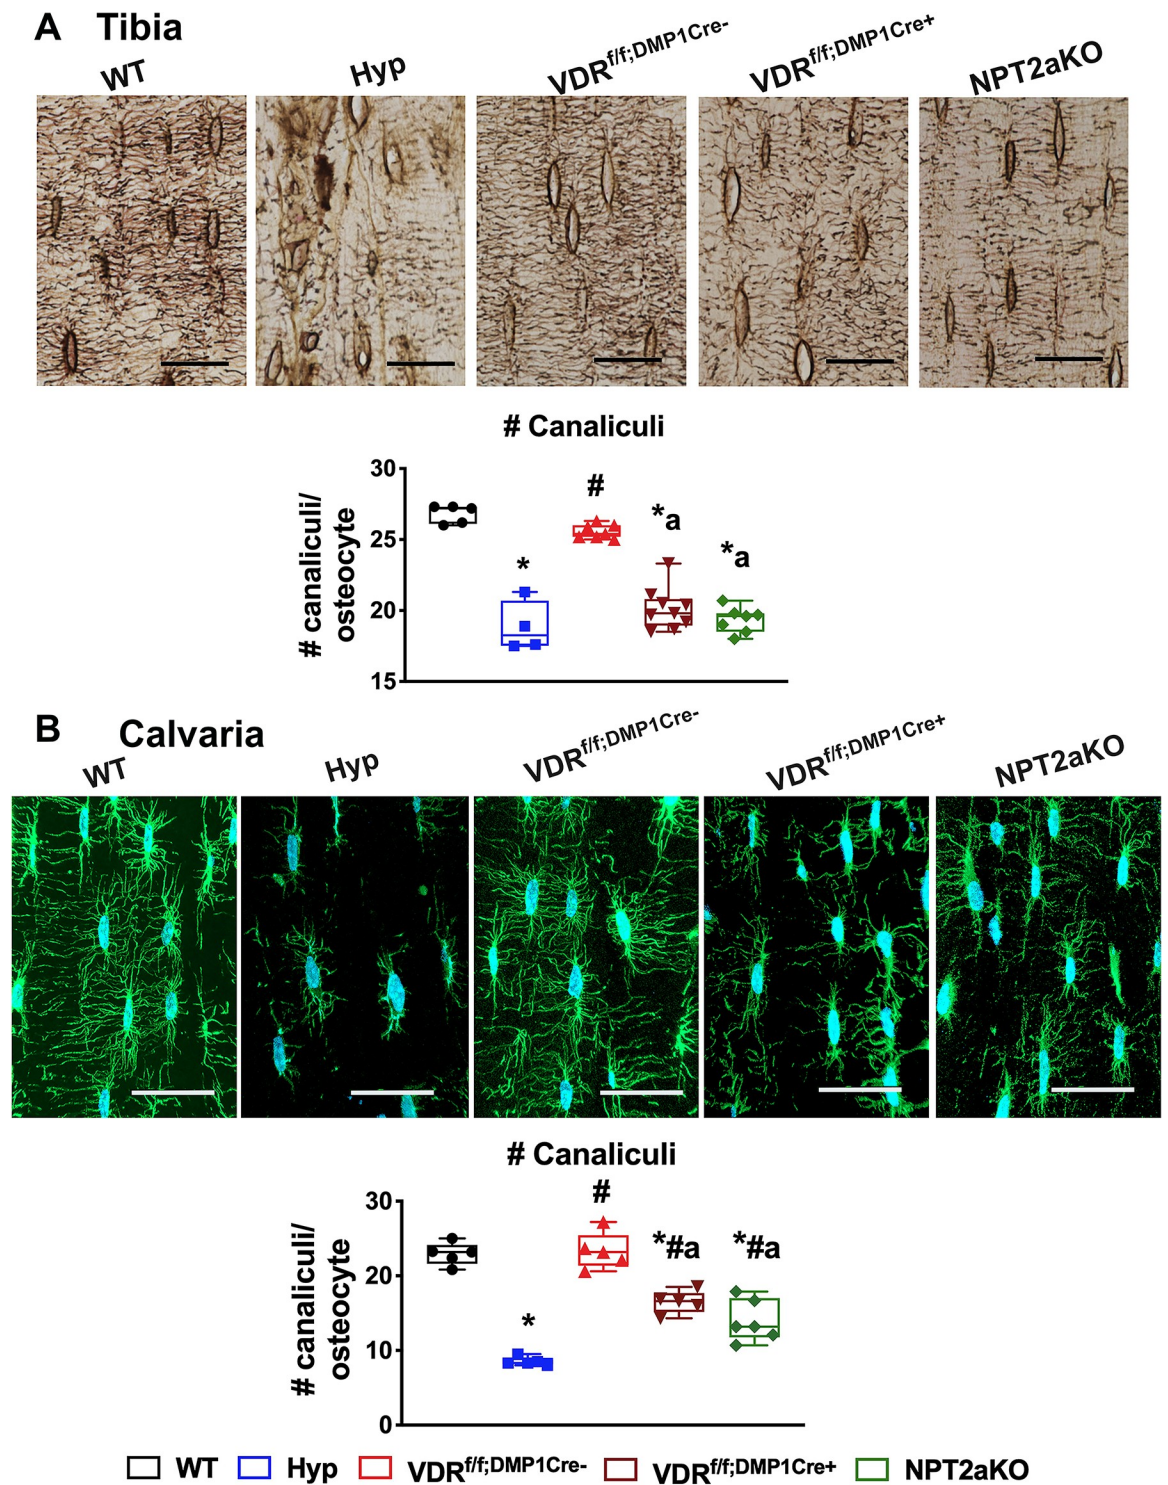 A Tibia
WT
Hyp
VDRf/f;DMP1Cre-
VDRf/f;DMP1Cre+
NPT2aKO
# Canaliculi
# canaliculi/
osteocyte
30
25
20
15
*
#
*a
*a
B Calvaria
WT
Hyp
VDRf/f;DMP1Cre-
VDRf/f;DMP1Cre+
NPT2aKO
# Canaliculi
# canaliculi/
osteocyte
30
20
10
0
*
#
*#a
*#a
WT Hyp VDRf/f;DMP1Cre- VDRf/f;DMP1Cre+ NPT2aKO